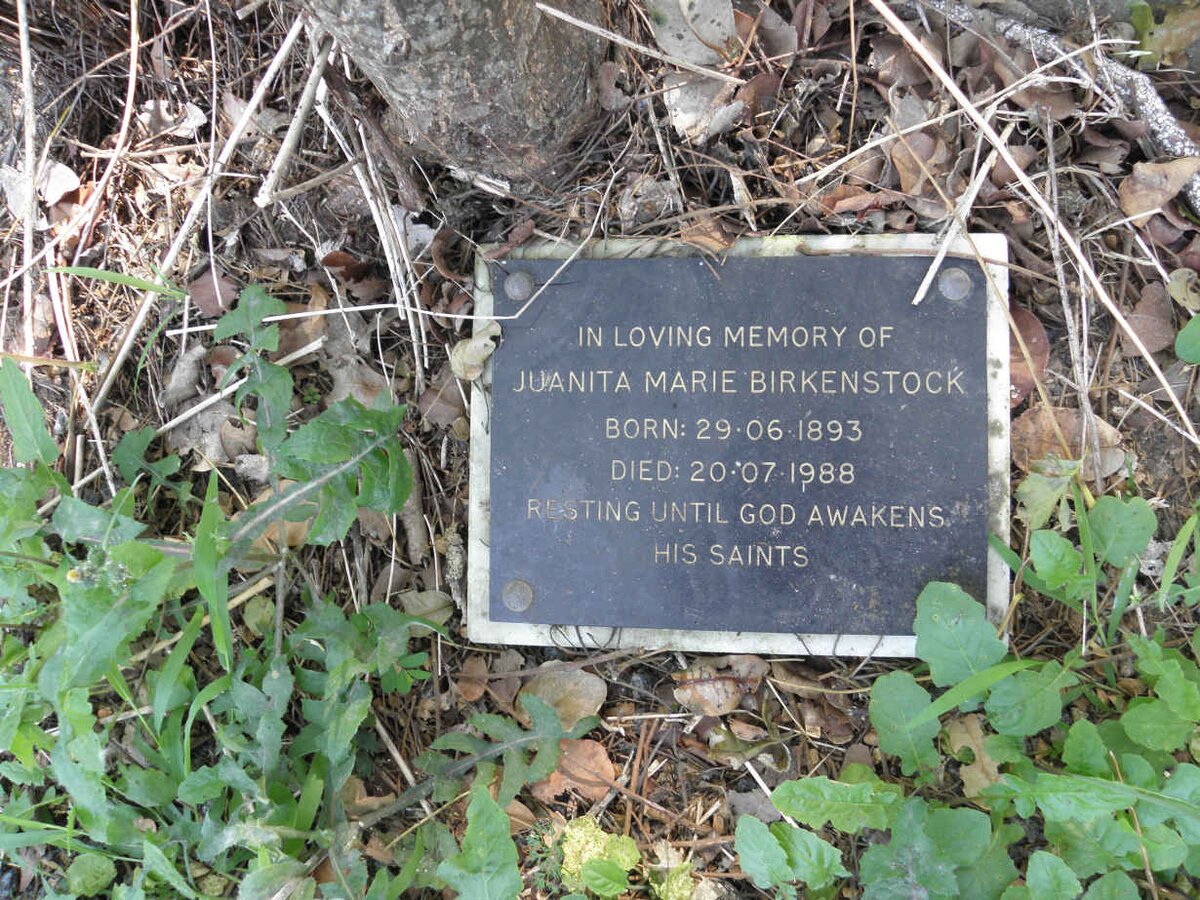 IN LOVING MEMORY OF
JUANITA MARIE BIRKENSTOCK
BORN: 29·06·1893
DIED: 20·07·1988
RESTING UNTIL GOD AWAKENS
HIS SAINTS